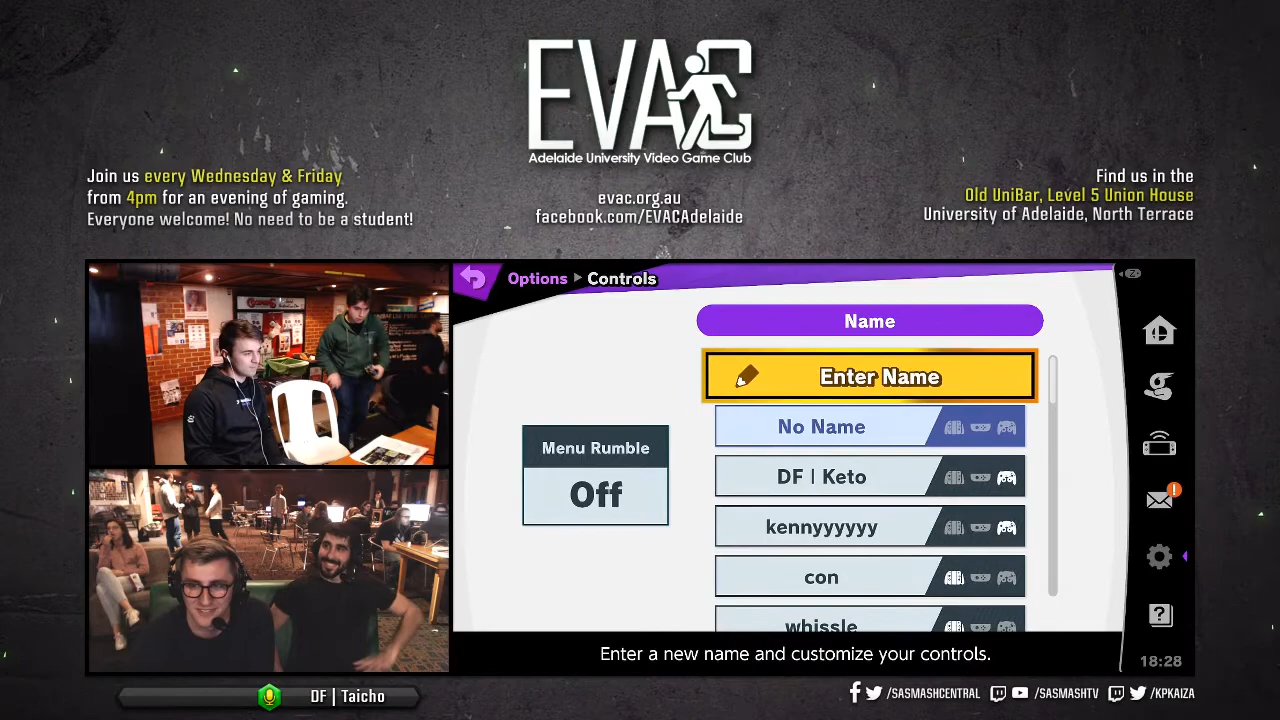 EVAC
Adelaide University Video Game Club
Join us every Wednesday & Friday
from 4pm for an evening of gaming.
Everyone welcome! No need to be a student!
evac.org.au
facebook.com/EVACAdelaide
Find us in the
Old UniBar, Level 5 Union House
University of Adelaide, North Terrace
Options ▸ Controls
Name
Enter Name
No Name
DF | Keto
kennyyyyyy
con
whissle
Menu Rumble
Off
Enter a new name and customize your controls.
18:28
DF | Taicho
/SASMASHCENTRAL
/SASMASHTV
/KPKAIZA